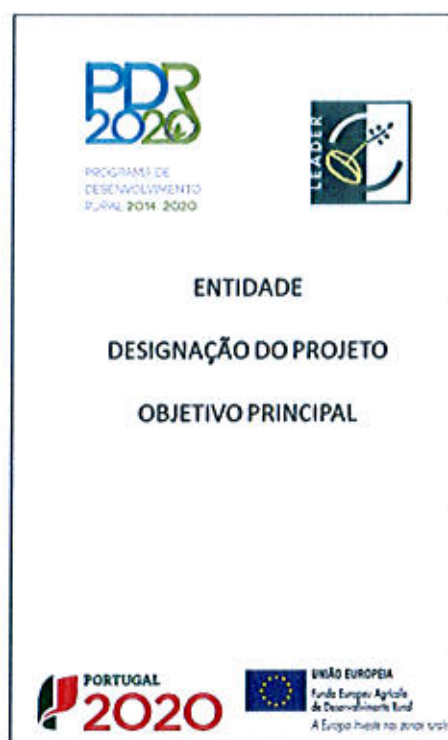 PDR
2020
PROGRAMA DE
DESENVOLVIMENTO
RURAL 2014 2020
LEADER
ENTIDADE
DESIGNAÇÃO DO PROJETO
OBJETIVO PRINCIPAL
PORTUGAL
2020
UNIÃO EUROPEIA
Fundo Europeu Agrícola
de Desenvolvimento Rural
A Europa investe nas zonas rurais